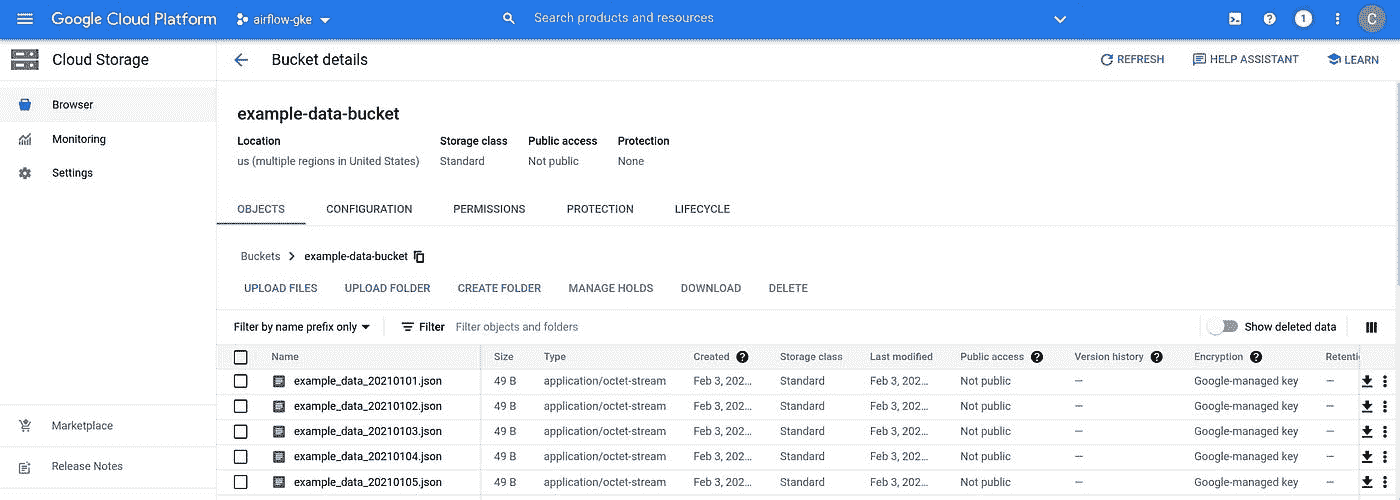 Google Cloud Platform airflow-gke Search products and resources 1 C
Cloud Storage Bucket details REFRESH HELP ASSISTANT LEARN
Browser
Monitoring
Settings
Marketplace
Release Notes
example-data-bucket
Location Storage class Public access Protection
us (multiple regions in United States) Standard Not public None
OBJECTS CONFIGURATION PERMISSIONS PROTECTION LIFECYCLE
Buckets > example-data-bucket
UPLOAD FILES UPLOAD FOLDER CREATE FOLDER MANAGE HOLDS DOWNLOAD DELETE
Filter by name prefix only Filter Filter objects and folders Show deleted data
Name Size Type Created Storage class Last modified Public access Version history Encryption Retenti
example_data_20210101.json 49 B application/octet-stream Feb 3, 202... Standard Feb 3, 202... Not public — Google-managed key —
example_data_20210102.json 49 B application/octet-stream Feb 3, 202... Standard Feb 3, 202... Not public — Google-managed key —
example_data_20210103.json 49 B application/octet-stream Feb 3, 202... Standard Feb 3, 202... Not public — Google-managed key —
example_data_20210104.json 49 B application/octet-stream Feb 3, 202... Standard Feb 3, 202... Not public — Google-managed key —
example_data_20210105.json 49 B application/octet-stream Feb 3, 202... Standard Feb 3, 202... Not public — Google-managed key —